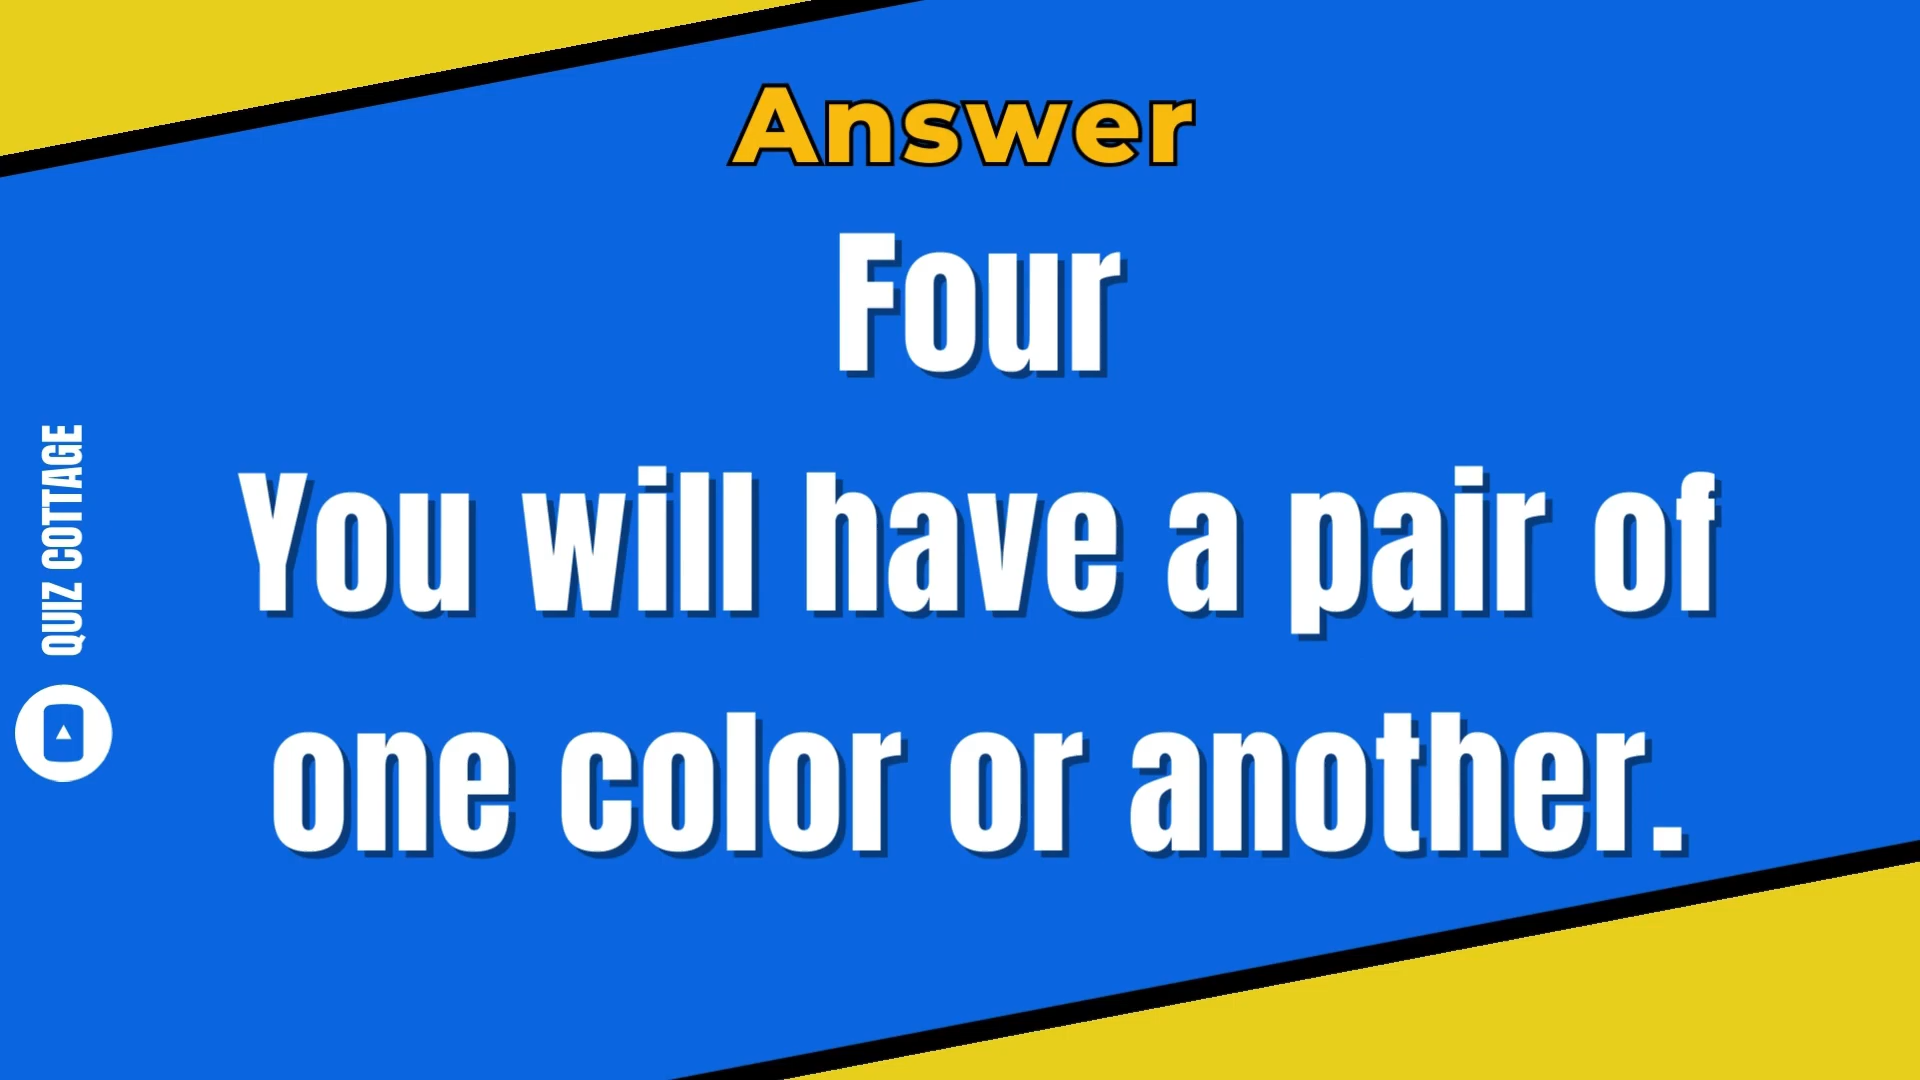 Answer
Four
You will have a pair of
one color or another.
QUIZ COTTAGE